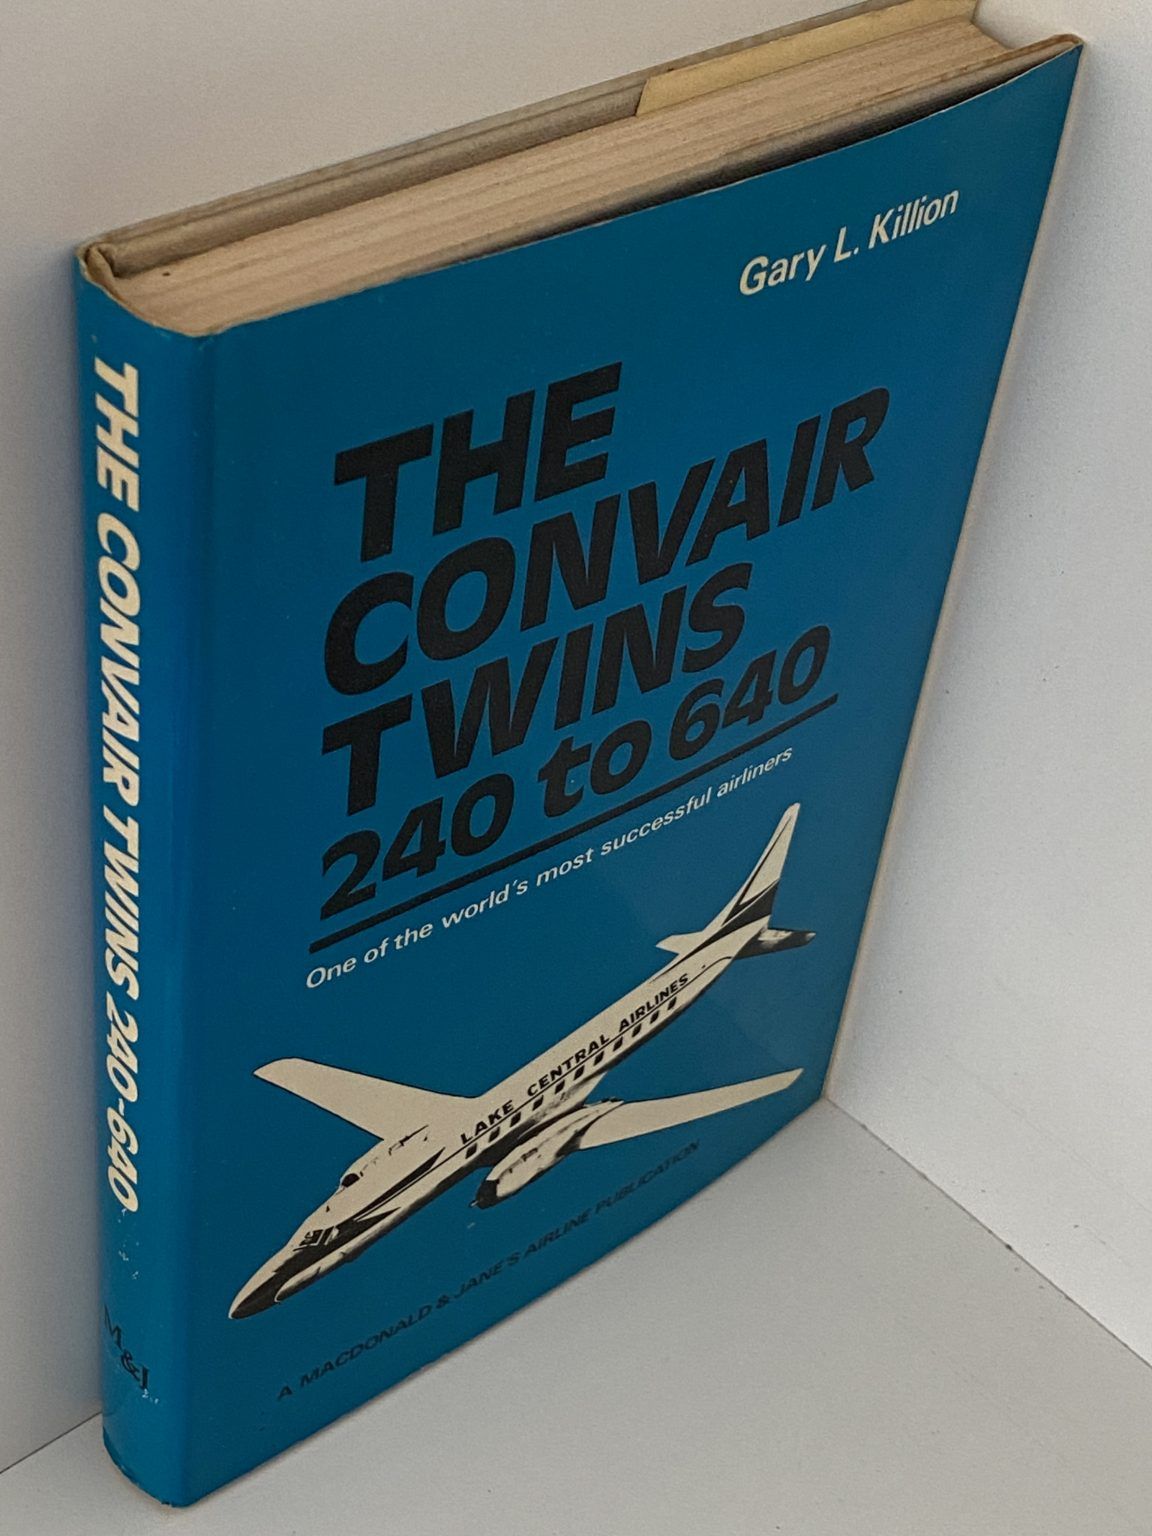 Gary L. Killion
THE
CONVAIR
TWINS
240 to 640
One of the world's most successful airliners
LAKE CENTRAL AIRLINES
A MACDONALD & JANE'S AIRLINE PUBLICATION
THE CONVAIR TWINS 240-640
M&J